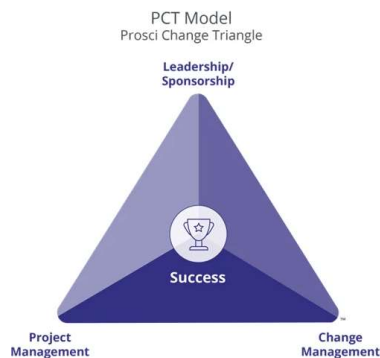 PCT Model
Prosci Change Triangle
Leadership/
Sponsorship
Success
Project
Management
Change
Management